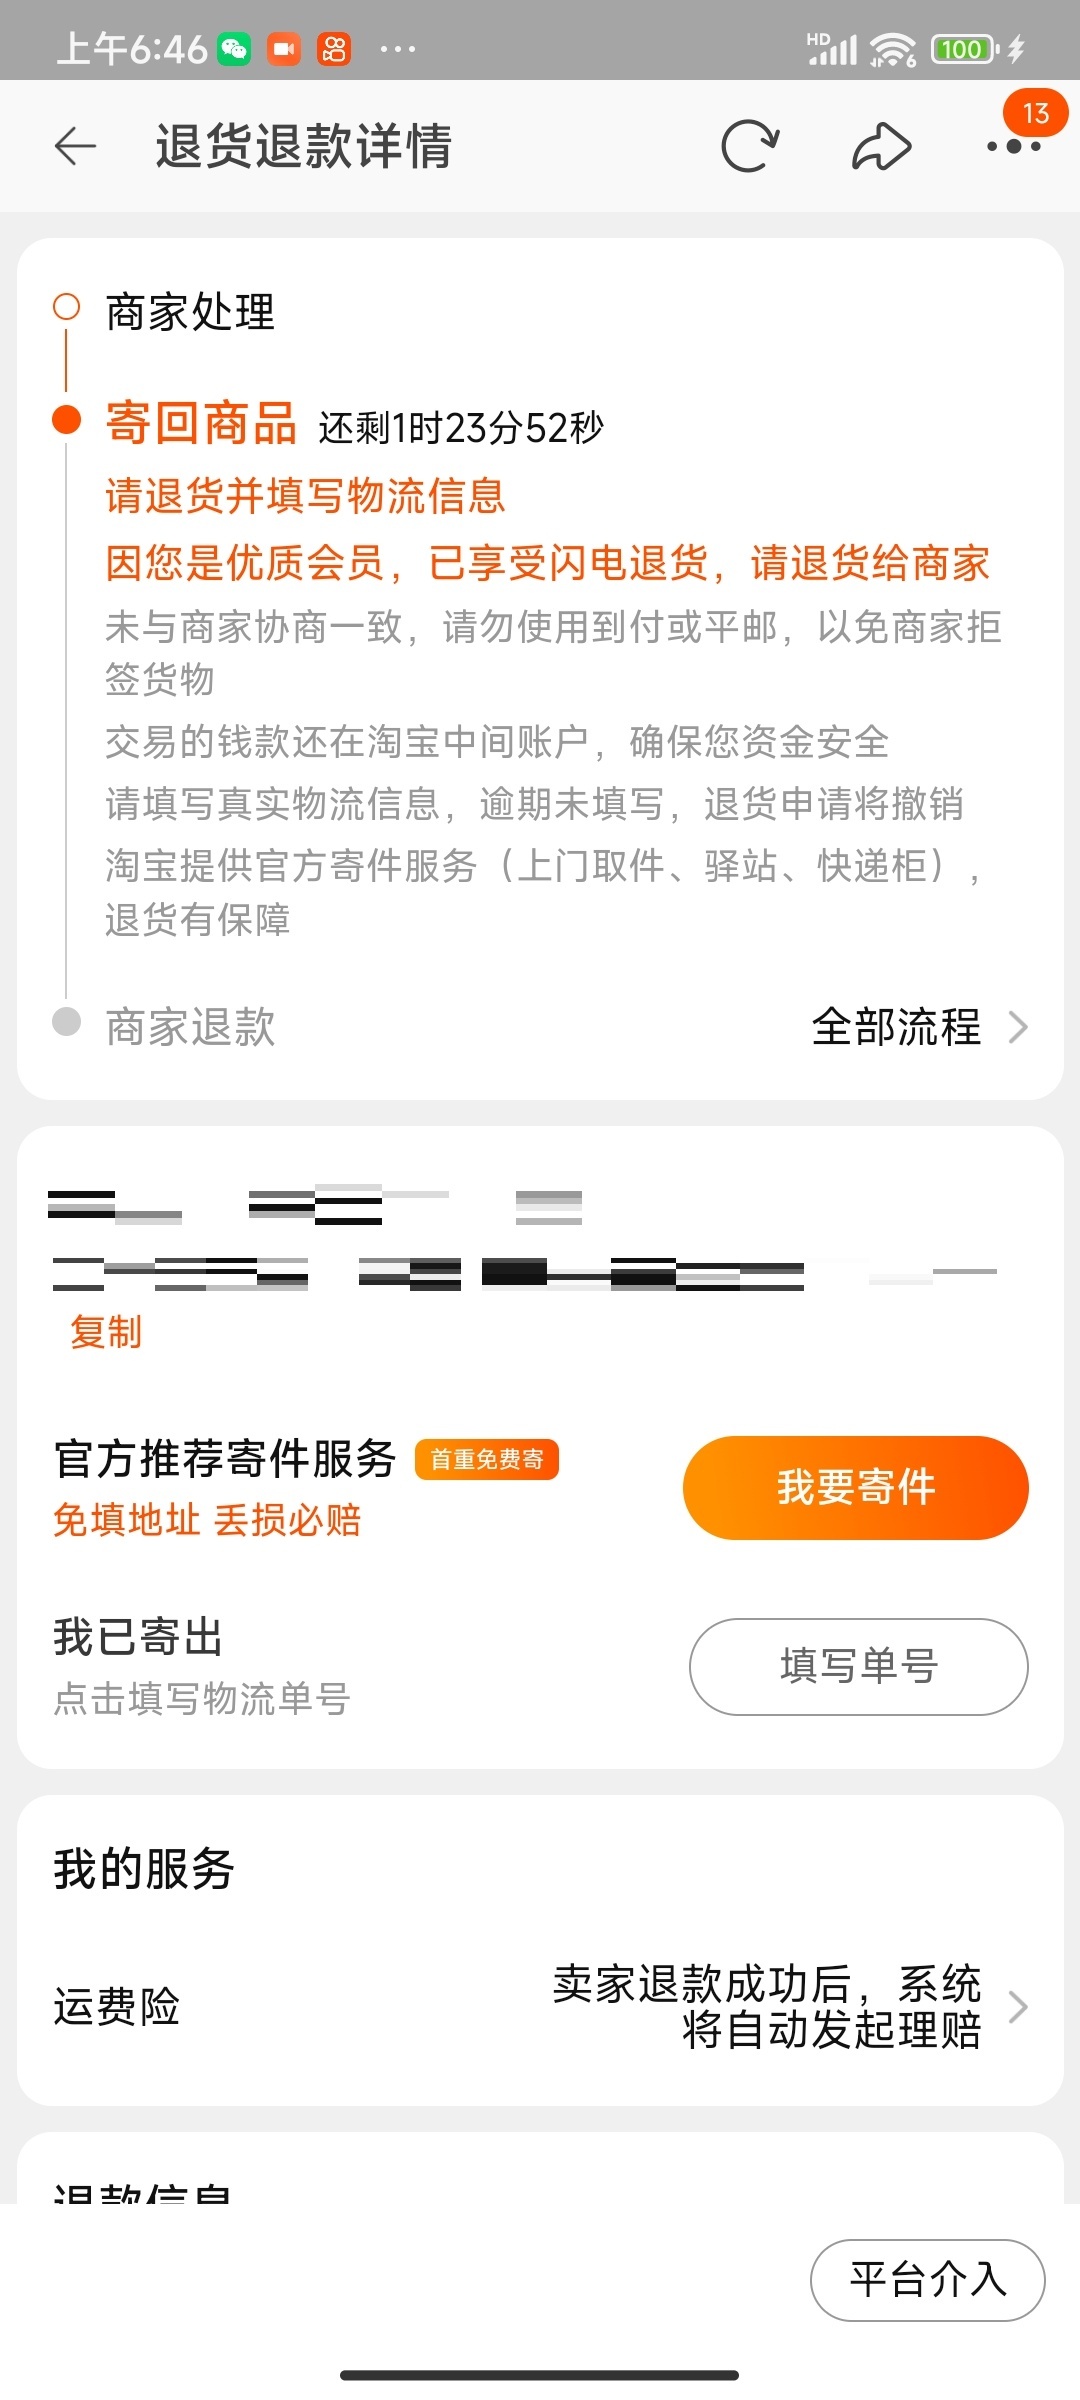 上午6:46
HD
6
100
退货退款详情
13
商家处理
寄回商品 还剩1时23分52秒
请退货并填写物流信息
因您是优质会员，已享受闪电退货，请退货给商家
未与商家协商一致，请勿使用到付或平邮，以免商家拒
签货物
交易的钱款还在淘宝中间账户，确保您资金安全
请填写真实物流信息，逾期未填写，退货申请将撤销
淘宝提供官方寄件服务（上门取件、驿站、快递柜），
退货有保障
商家退款
全部流程
复制
官方推荐寄件服务 首重免费寄
免填地址 丢损必赔
我要寄件
我已寄出
点击填写物流单号
填写单号
我的服务
运费险
卖家退款成功后，系统
将自动发起理赔
退款信息
平台介入